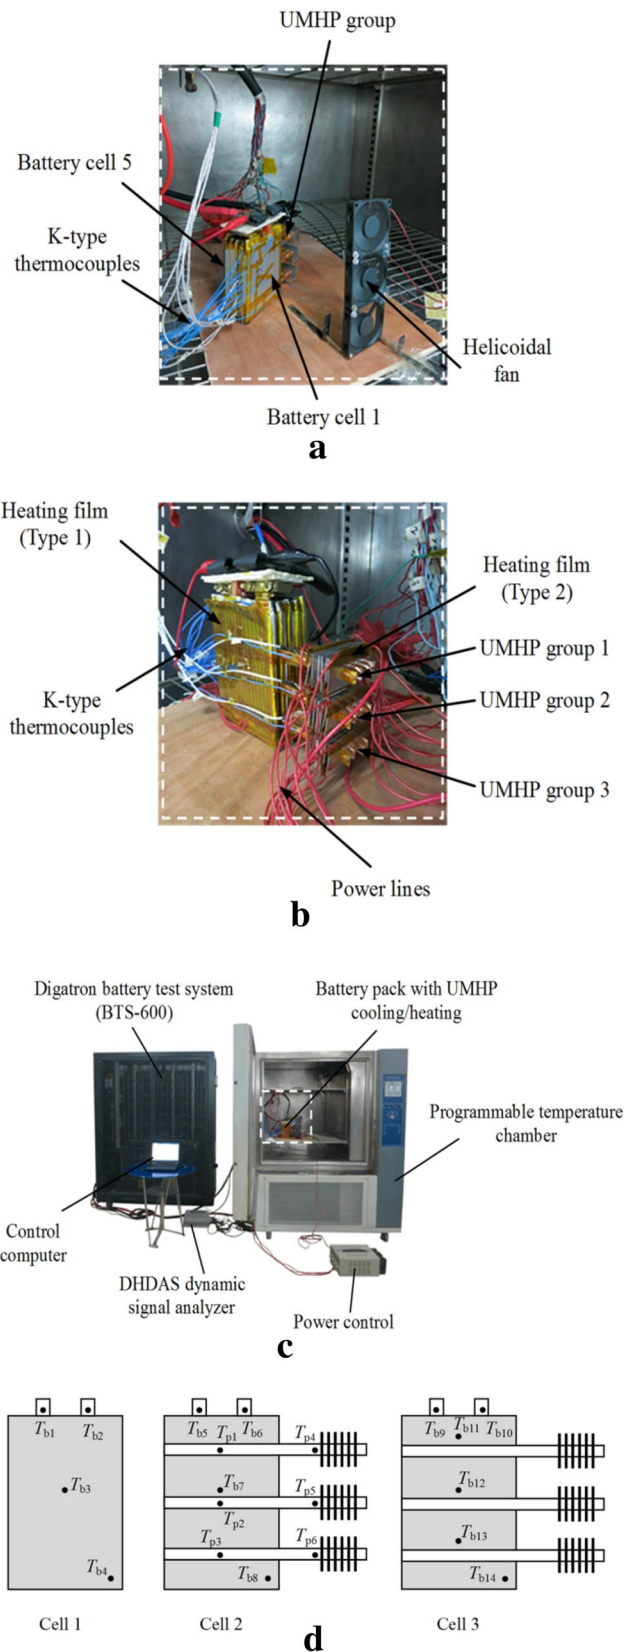 UMHP group
Battery cell 5
K-type
thermocouples
Helicoidal
fan
Battery cell 1
a
Heating film
(Type 1)
Heating film
(Type 2)
UMHP group 1
K-type
thermocouples
UMHP group 2
UMHP group 3
Power lines
b
Digatron battery test system
(BTS-600)
Battery pack with UMHP
cooling/heating
Programmable temperature
chamber
Control
computer
DHDAS dynamic
signal analyzer
Power control
c
Tb1 Tb2
Tb3
Tb4
Cell 1
Tb5 Tp1 Tb6 Tp4
Tb7 Tp5
Tp2
Tp3 Tp6
Tb8
Cell 2
Tb9 Tb11 Tb10
Tb12
Tb13
Tb14
Cell 3
d